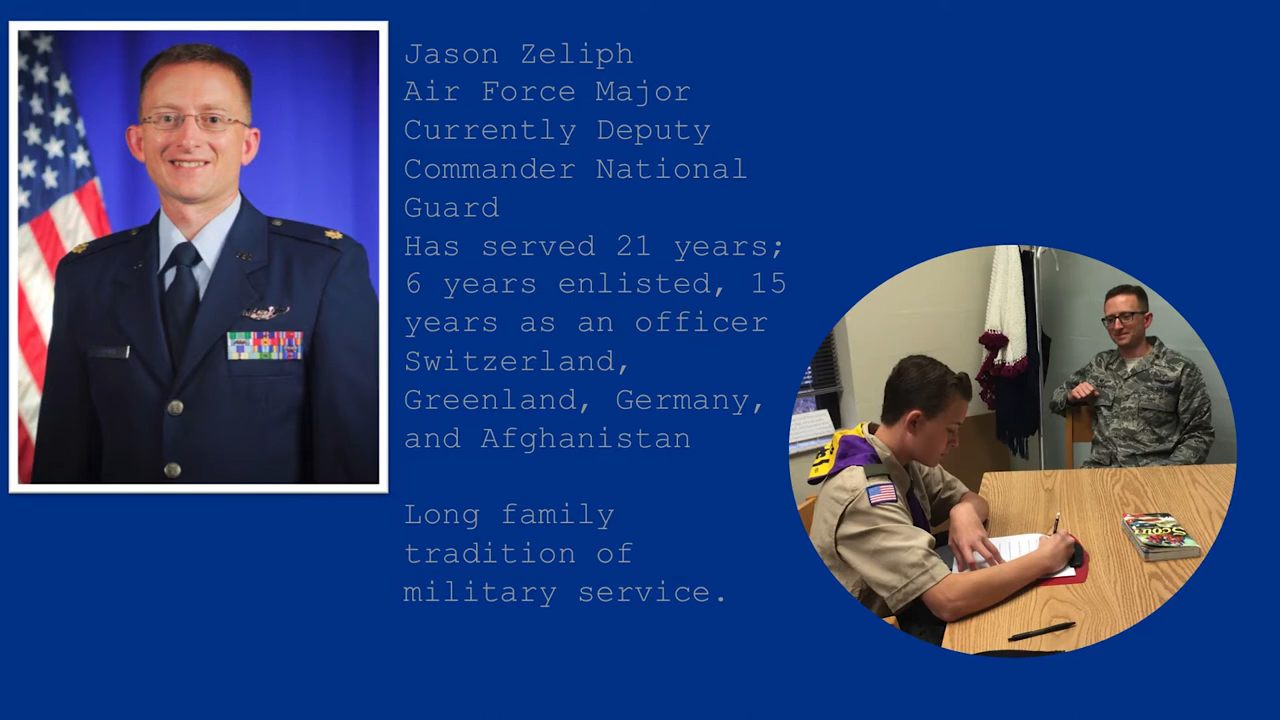 Jason Zeliph
Air Force Major
Currently Deputy
Commander National
Guard
Has served 21 years;
6 years enlisted, 15
years as an officer
Switzerland,
Greenland, Germany,
and Afghanistan
Long family
tradition of
military service.
Scout